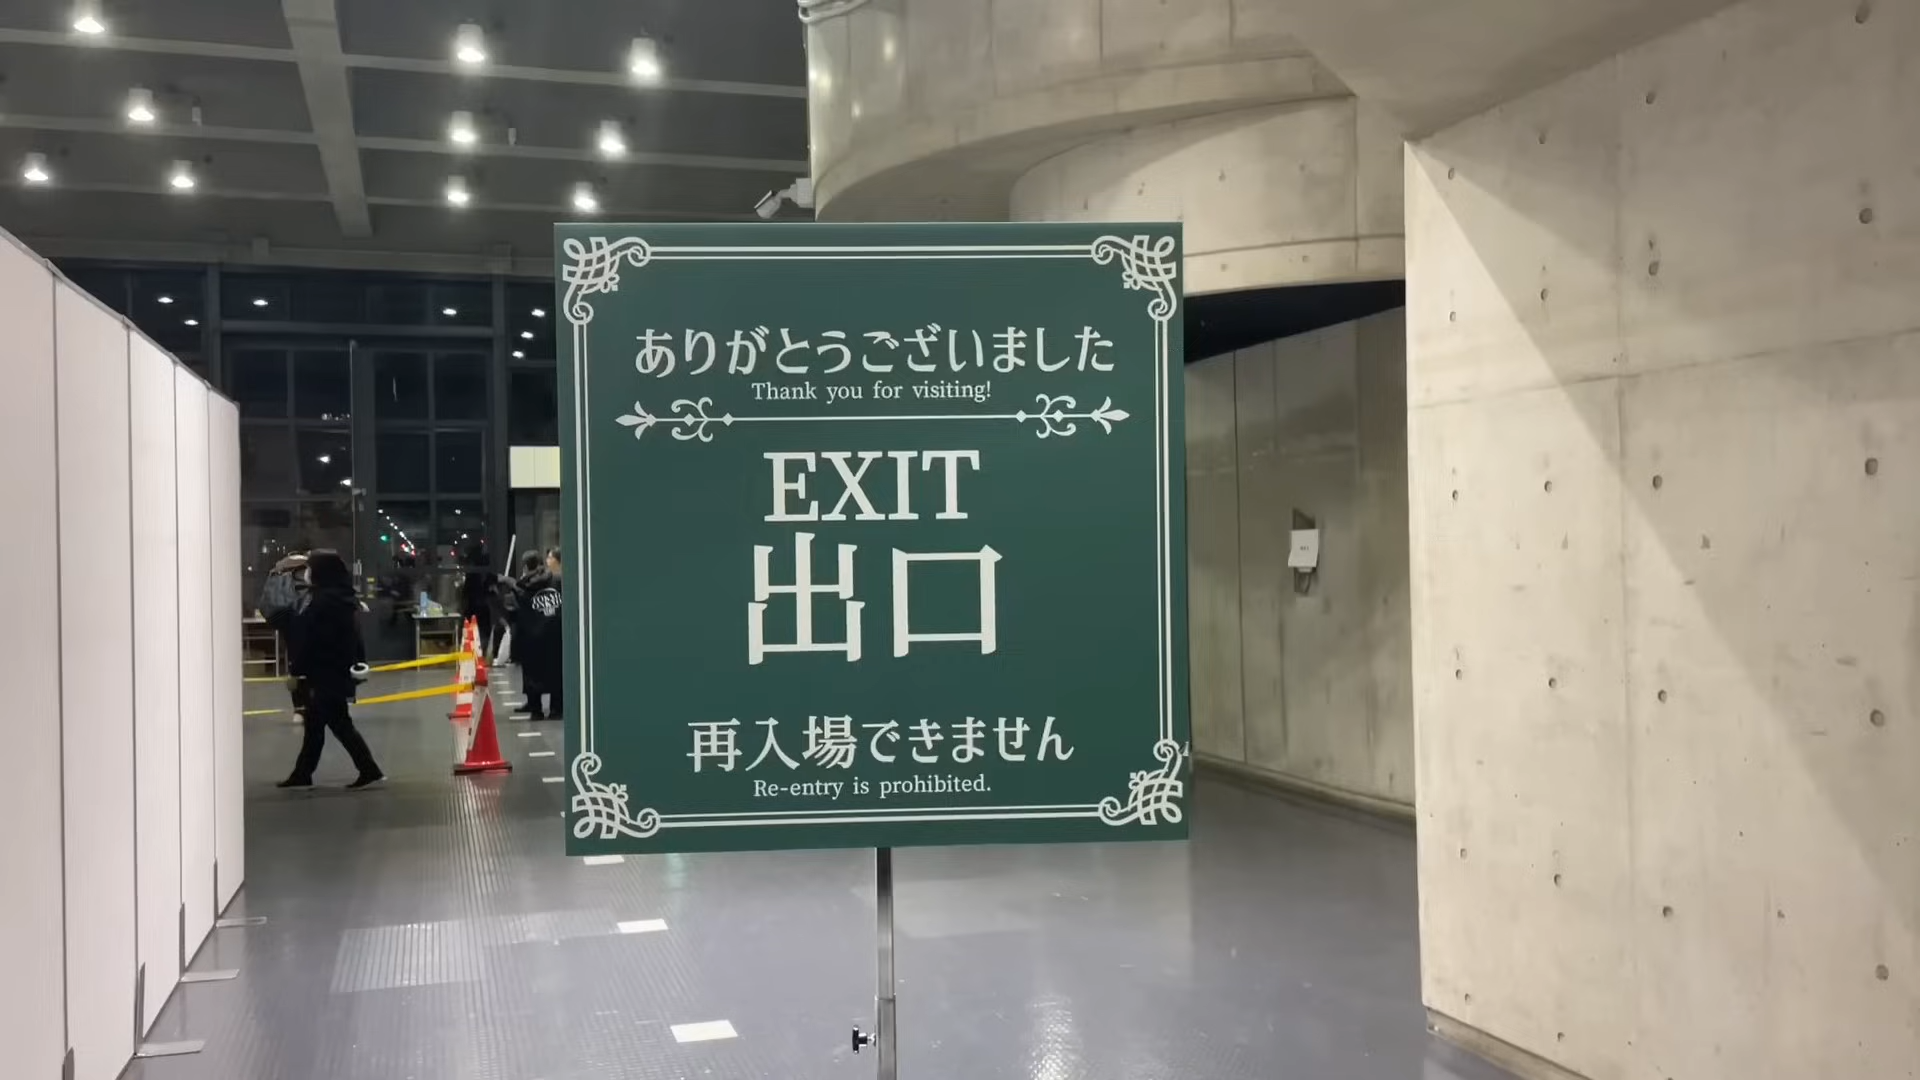 ありがとうございました
Thank you for visiting!
EXIT
出口
再入場できません
Re-entry is prohibited.